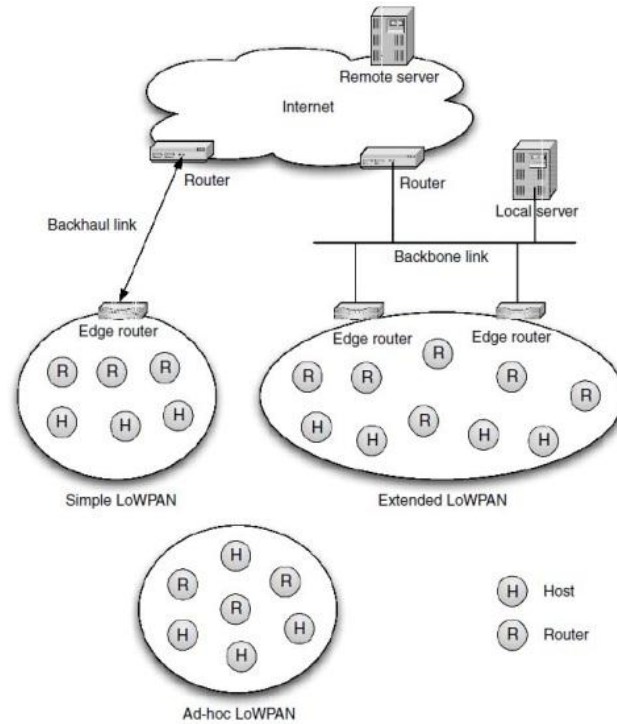 Remote server
Internet
Router
Router
Local server
Backhaul link
Backbone link
Edge router
Edge router
Edge router
R
R
R
H
H
H
R
R
R
R
R
H
H
R
H
H
Simple LoWPAN
Extended LoWPAN
H
R
R
R
H
H
H
H Host
R Router
Ad-hoc LoWPAN